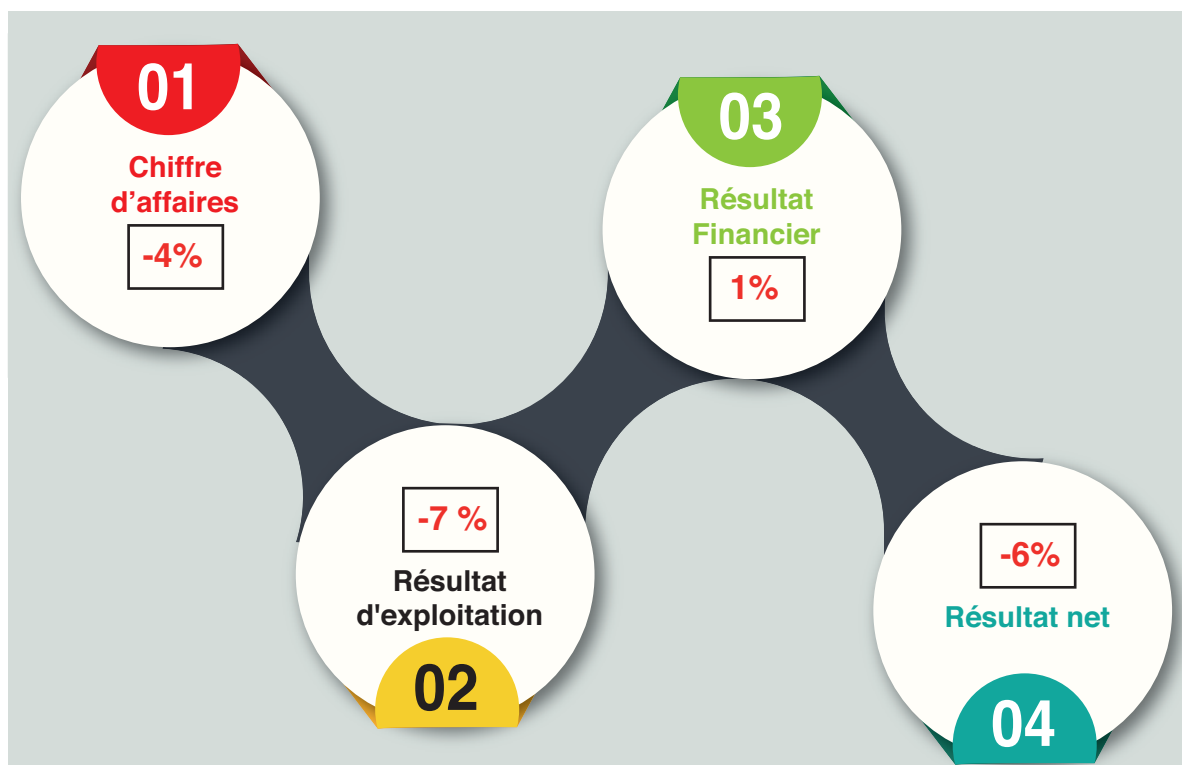 01
Chiffre
d’affaires
-4%
-7 %
Résultat
d'exploitation
02
03
Résultat
Financier
1%
-6%
Résultat net
04